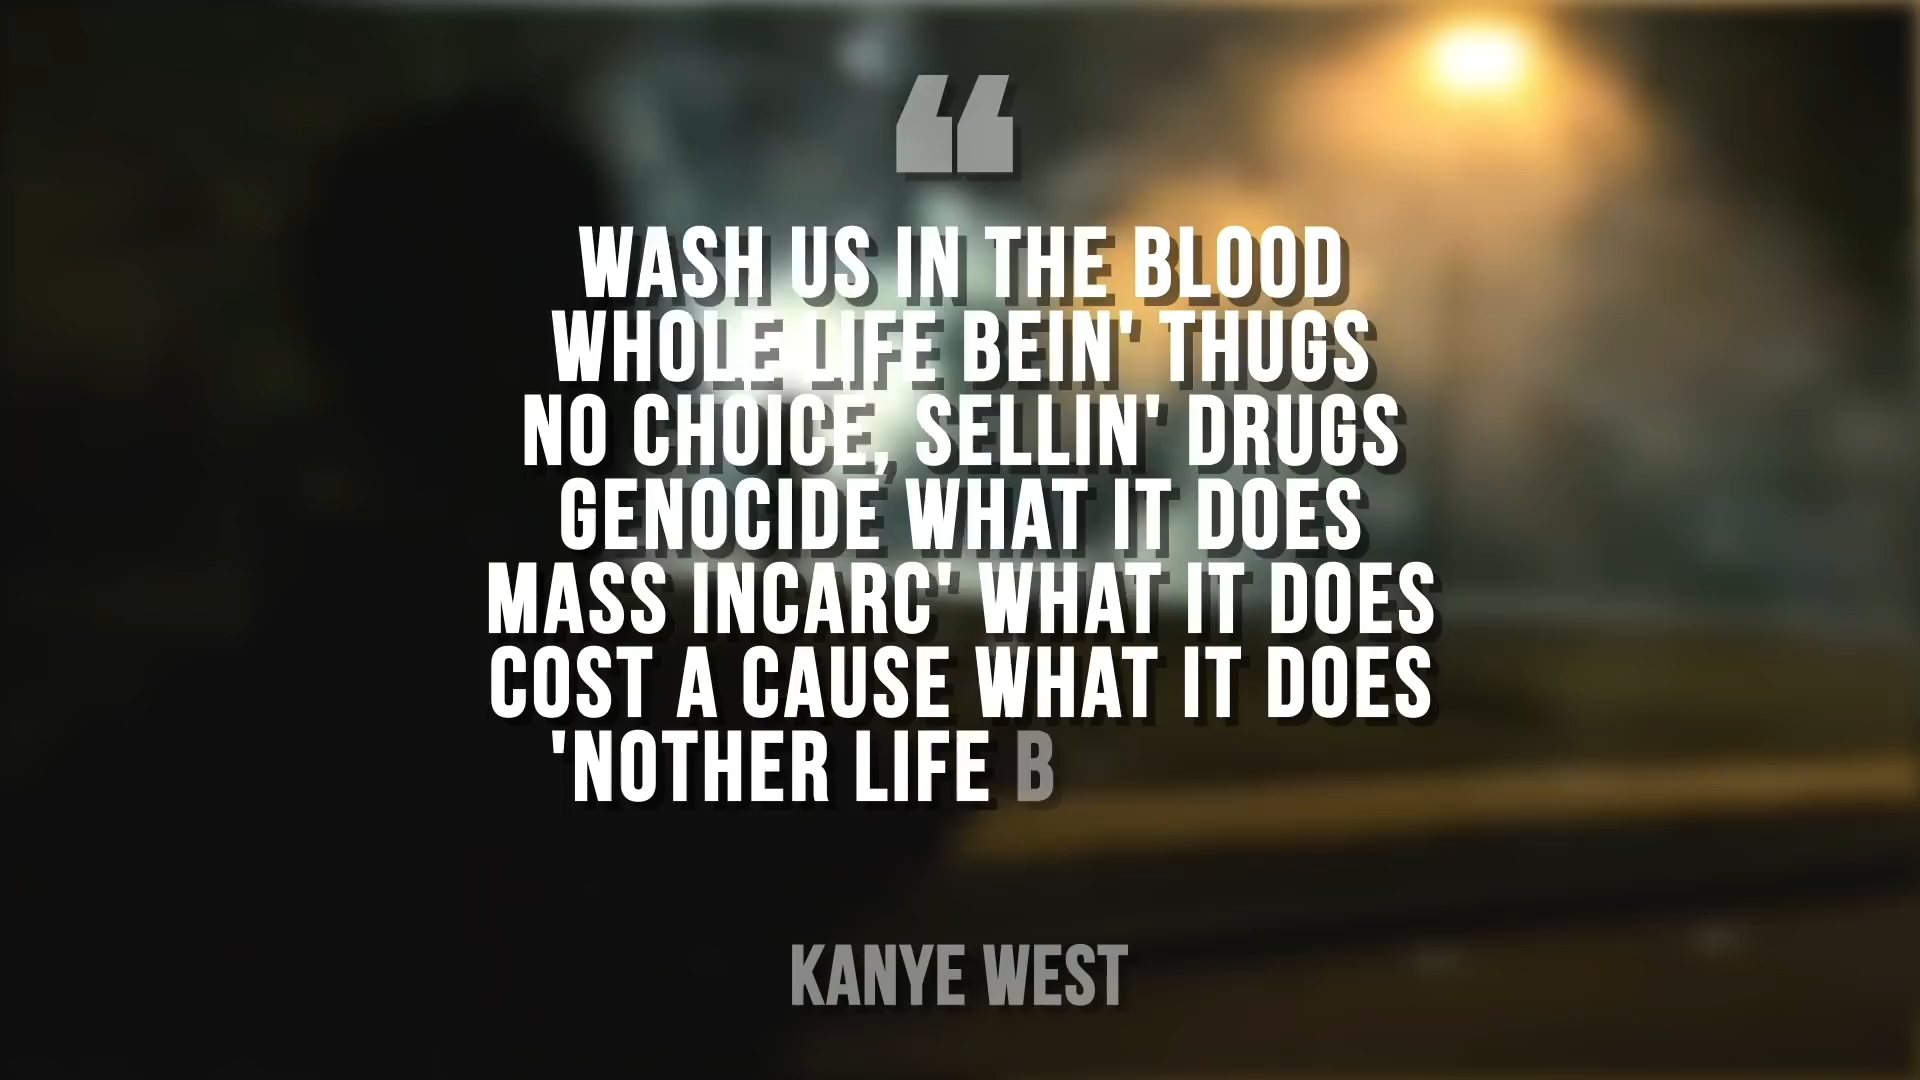 “
WASH US IN THE BLOOD
WHOLE LIFE BEIN' THUGS
NO CHOICE, SELLIN' DRUGS
GENOCIDE WHAT IT DOES
MASS INCARC' WHAT IT DOES
COST A CAUSE WHAT IT DOES
'NOTHER LIFE B
KANYE WEST